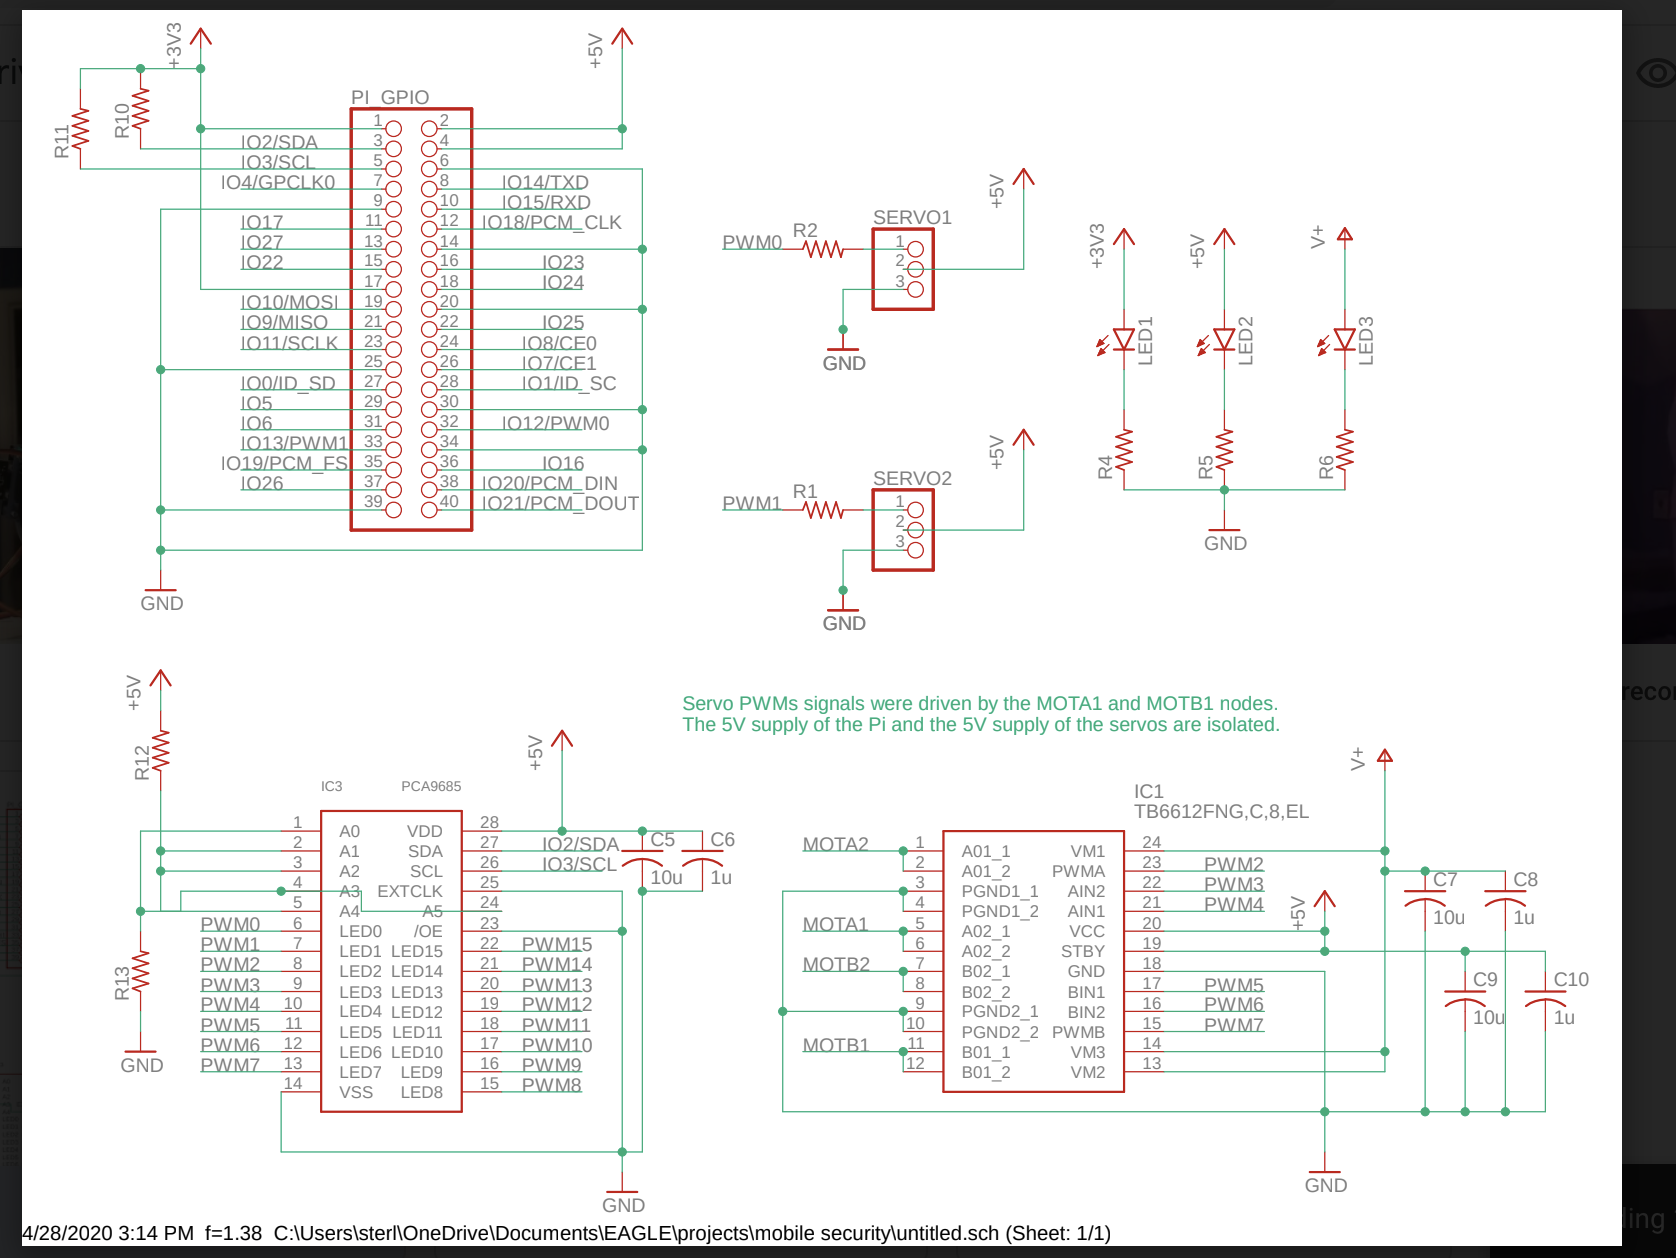 +3V3
+5V
R11
R10
PI_GPIO
1 2
IO2/SDA 3 4
IO3/SCL 5 6
IO4/GPCLK0 7 8 IO14/TXD
9 10 IO15/RXD
IO17 11 12 IO18/PCM_CLK
IO27 13 14
IO22 15 16 IO23
17 18 IO24
IO10/MOSI 19 20
IO9/MISO 21 22 IO25
IO11/SCLK 23 24 IO8/CE0
25 26 IO7/CE1
IO0/ID_SD 27 28 IO1/ID_SC
IO5 29 30
IO6 31 32 IO12/PWM0
IO13/PWM1 33 34
IO19/PCM_FS 35 36 IO16
IO26 37 38 IO20/PCM_DIN
39 40 IO21/PCM_DOUT
GND
+5V
SERVO1
PWM0 R2 1
2
3
GND
+5V
SERVO2
PWM1 R1 1
2
3
GND
+3V3 +5V V+
LED1 LED2 LED3
R4 R5 R6
GND
Servo PWMs signals were driven by the MOTA1 and MOTB1 nodes.
The 5V supply of the Pi and the 5V supply of the servos are isolated.
+5V
R12
+5V
IC3 PCA9685
1 A0 VDD 28
2 A1 SDA 27 IO2/SDA
3 A2 SCL 26 IO3/SCL
4 A3 EXTCLK 25
5 A4 A5 24
PWM0 6 LED0 /OE 23
PWM1 7 LED1 LED15 22 PWM15
PWM2 8 LED2 LED14 21 PWM14
PWM3 9 LED3 LED13 20 PWM13
PWM4 10 LED4 LED12 19 PWM12
PWM5 11 LED5 LED11 18 PWM11
PWM6 12 LED6 LED10 17 PWM10
PWM7 13 LED7 LED9 16 PWM9
14 VSS LED8 15 PWM8
C5 C6
10u 1u
R13
GND
GND
V+
IC1
TB6612FNG,C,8,EL
MOTA2 1 A01_1 VM1 24
2 A01_2 PWMA 23 PWM2
3 PGND1_1 AIN2 22 PWM3
4 PGND1_2 AIN1 21 PWM4
MOTA1 5 A02_1 VCC 20
6 A02_2 STBY 19
MOTB2 7 B02_1 GND 18
8 B02_2 BIN1 17 PWM5
9 PGND2_1 BIN2 16 PWM6
10 PGND2_2 PWMB 15 PWM7
MOTB1 11 B01_1 VM3 14
12 B01_2 VM2 13
+5V
C7 C8
10u 1u
C9 C10
10u 1u
GND
4/28/2020 3:14 PM f=1.38 C:\Users\sterl\OneDrive\Documents\EAGLE\projects\mobile security\untitled.sch (Sheet: 1/1)